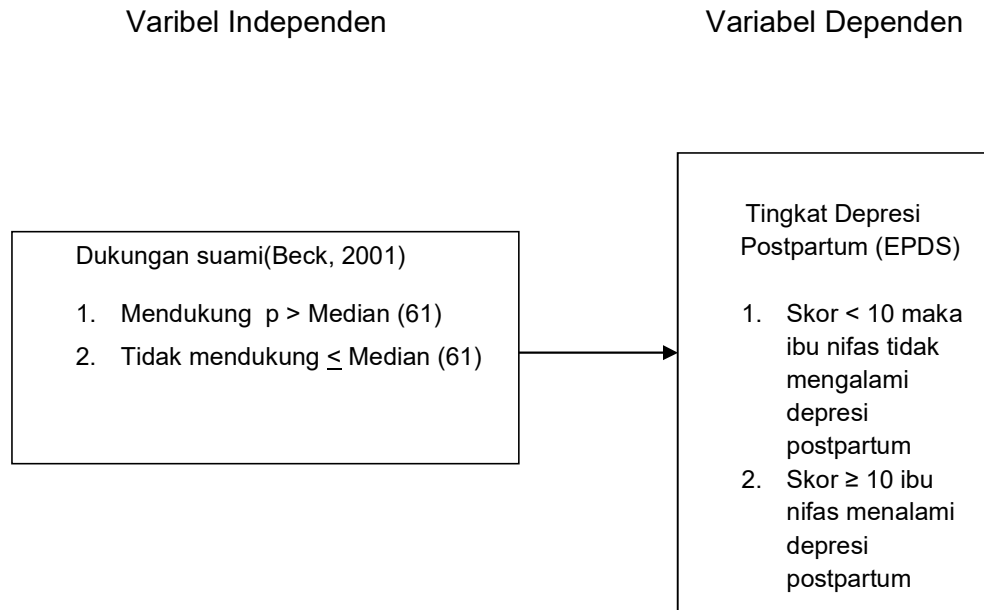 Varibel Independen
Variabel Dependen
Dukungan suami(Beck, 2001)
1. Mendukung p > Median (61)
2. Tidak mendukung ≤ Median (61)
Tingkat Depresi
Postpartum (EPDS)
1. Skor < 10 maka
ibu nifas tidak
mengalami
depresi
postpartum
2. Skor ≥ 10 ibu
nifas menalami
depresi
postpartum